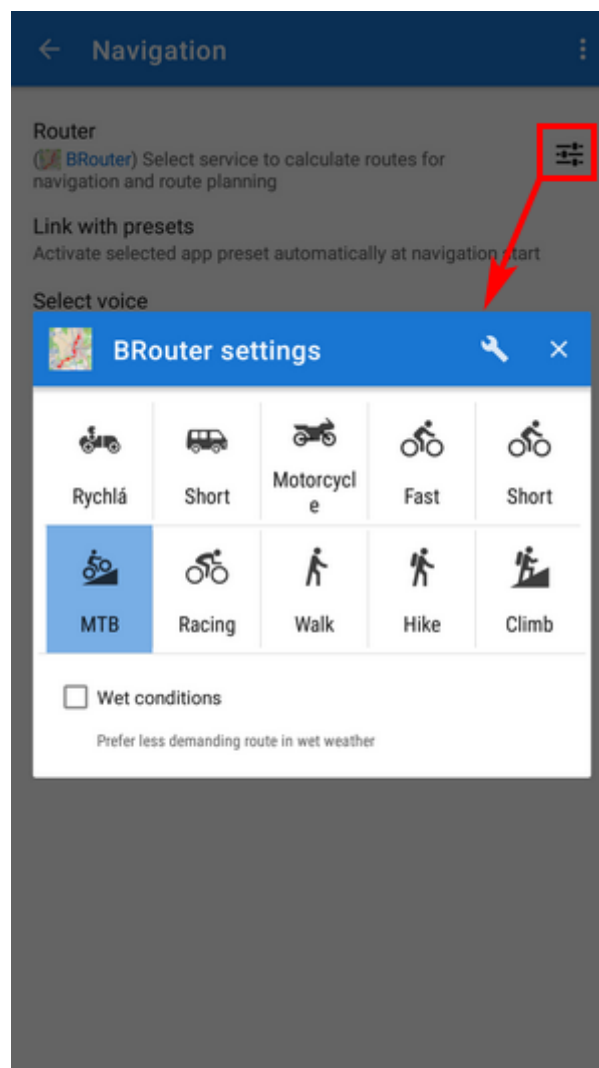 Navigation
Router
(BRouter) Select service to calculate routes for
navigation and route planning
Link with presets
Activate selected app preset automatically at navigation start
Select voice
BRouter settings
Rychlá
Short
Motorcycl
e
Fast
Short
MTB
Racing
Walk
Hike
Climb
Wet conditions
Prefer less demanding route in wet weather